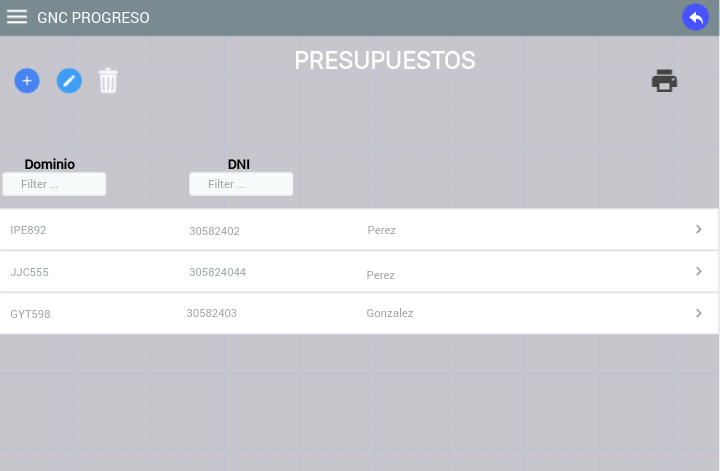 GNC PROGRESO
PRESUPUESTOS
Dominio DNI
Filter ... Filter ...
IPE892 30582402 Perez
JJC555 305824044 Perez
GYT598 30582403 Gonzalez